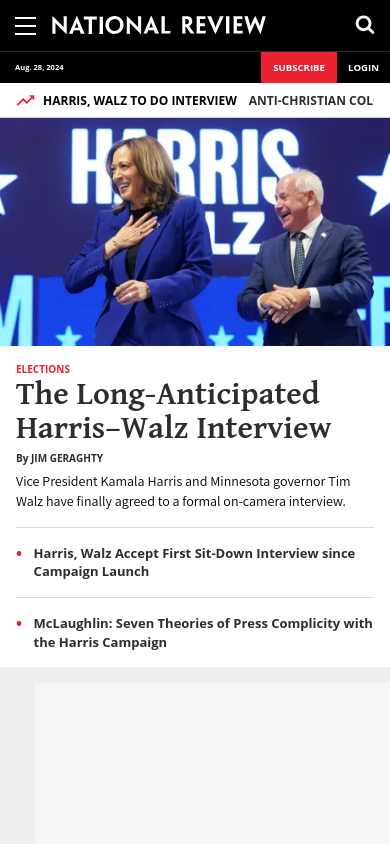 NATIONAL REVIEW
Aug. 28, 2024
SUBSCRIBE
LOGIN
HARRIS, WALZ TO DO INTERVIEW
ANTI-CHRISTIAN COL
HARRIS
LZ
ELECTIONS
The Long-Anticipated
Harris–Walz Interview
By JIM GERAGHTY
Vice President Kamala Harris and Minnesota governor Tim
Walz have finally agreed to a formal on-camera interview.
• Harris, Walz Accept First Sit-Down Interview since
Campaign Launch
• McLaughlin: Seven Theories of Press Complicity with
the Harris Campaign